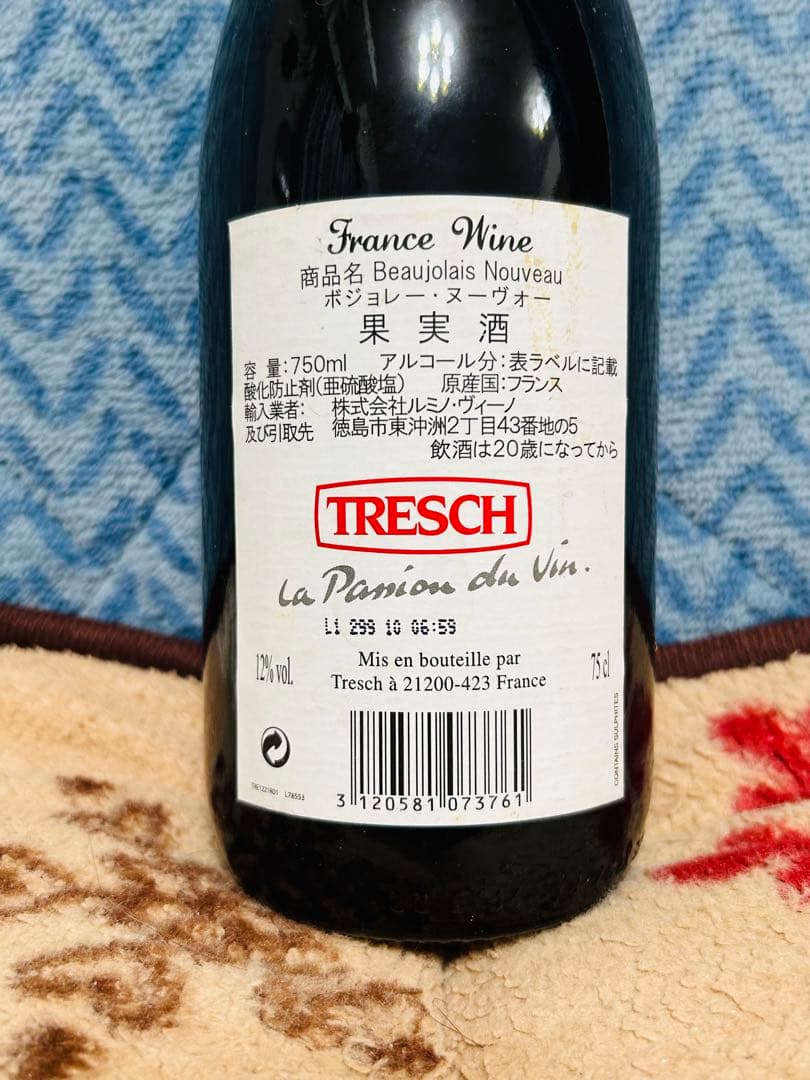 France Wine
商品名 Beaujolais Nouveau
ボジョレー・ヌーヴォー
果実酒
容量:750ml アルコール分:表ラベルに記載
酸化防止剤(亜硫酸塩) 原産国:フランス
輸入業者: 株式会社ルミノ・ヴィーノ
及び引取先 徳島市東沖洲2丁目43番地の5
飲酒は20歳になってから
TRESCH
La Passion du Vin.
L1 299 10 06:59
12% vol.
Mis en bouteille par
Tresch à 21200-423 France
75 cl
CONTAINS SULPHITES
TRE1221R01 L76553
3 120581 073761